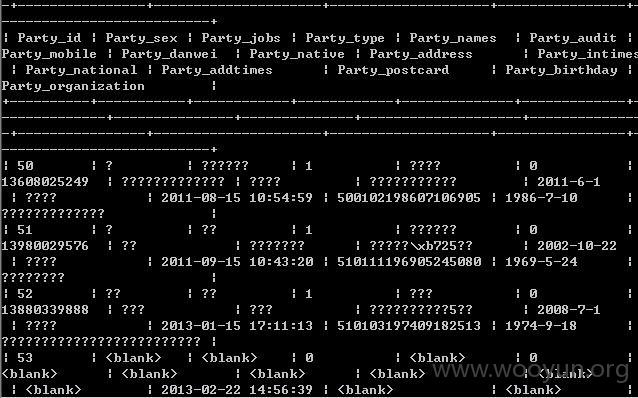 | Party_id | Party_sex | Party_jobs | Party_type | Party_names | Party_audit |
Party_mobile | Party_danwei | Party_native | Party_address | Party_intimes
| Party_national | Party_addtimes | Party_postcard | Party_birthday |
Party_organization |
| 50 | ? | ?????? | 1 | ???? | 0
13608025249 | ????????????? | ???? | ??????????? | 2011-6-1
| ???? | 2011-08-15 10:54:59 | 500102198607106905 | 1986-7-10 |
????????????? |
| 51 | ? | ?? | 1 | ?????? | 0
13980029576 | ?? | ??????? | ?????\xb725?? | 2002-10-22
| ???? | 2011-09-15 10:43:20 | 510111196905245080 | 1969-5-24 |
???????? |
| 52 | ?? | ?? | 1 | ??? | 0
13880339888 | ??? | ??? | ??????????5?? | 2008-7-1
| ???? | 2013-01-15 17:11:13 | 510103197409182513 | 1974-9-18 |
????????????????????????? |
| 53 | <blank> | <blank> | 0 | <blank> | 0
<blank> | <blank> | <blank> | <blank> | <blank>
| <blank> | 2013-02-22 14:56:39 | <blank> | <blank> |
www.wooyun.org